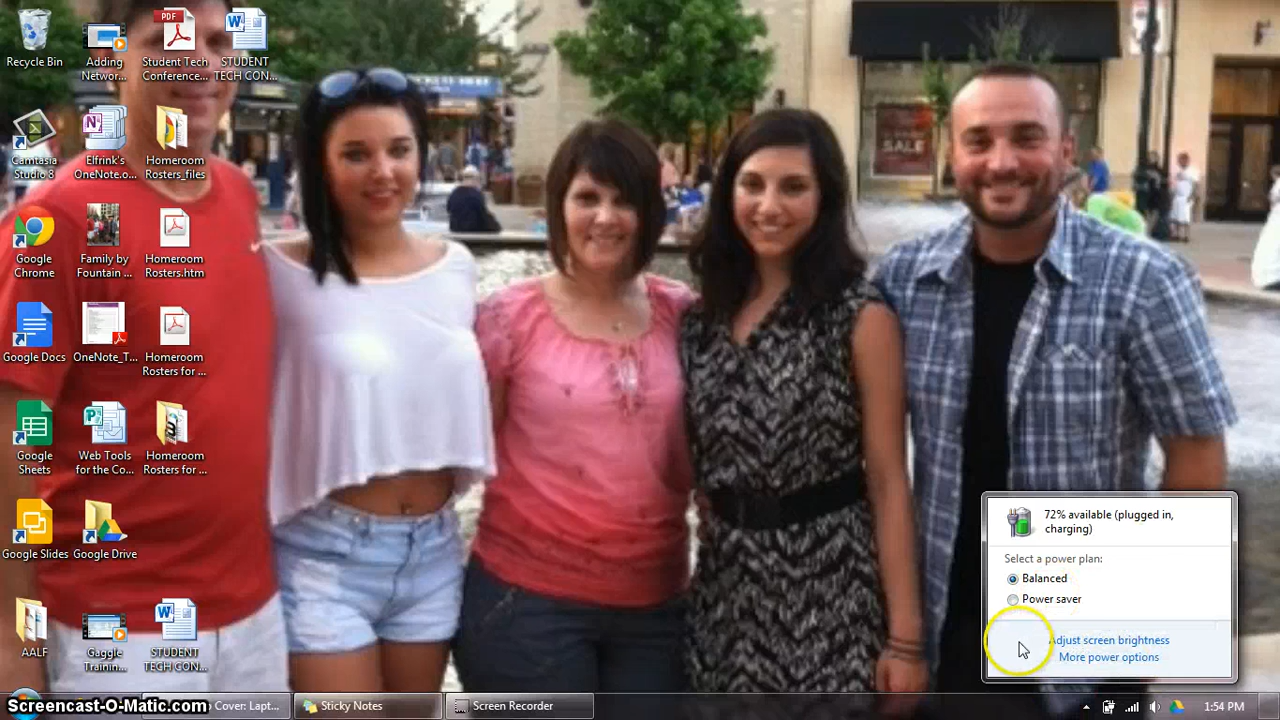 Recycle Bin
Adding
Networ...
PDF
Student Tech
Conference...
STUDENT
TECH CON...
Camtasia
Studio 8
Elfrink's
OneNote.o...
Homeroom
Rosters_files
SALE
Google
Chrome
Family by
Fountain ...
Homeroom
Rosters.htm
Google Docs
OneNote_T...
Homeroom
Rosters for ...
Google
Sheets
Web Tools
for the Co...
Homeroom
Rosters for ...
Google Slides
Google Drive
AALF
Gaggle
Trainin...
STUDENT
TECH CON...
72% available (plugged in,
charging)
Select a power plan:
Balanced
Power saver
Adjust screen brightness
More power options
Screencast-O-Matic.com
Cover: Lapt...
Sticky Notes
Screen Recorder
1:54 PM